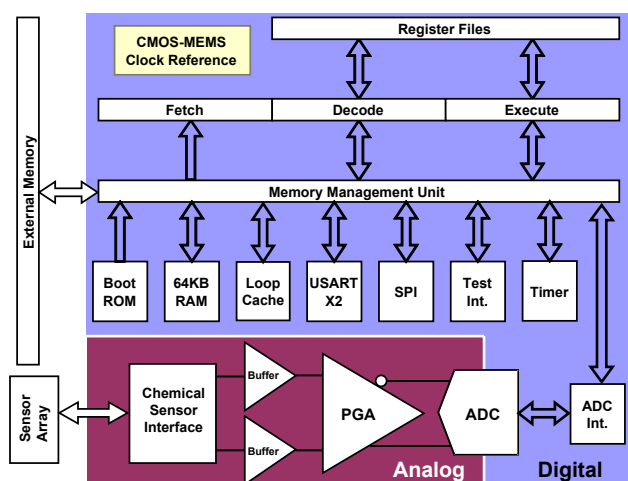 CMOS-MEMS
Clock Reference
Register Files
Fetch
Decode
Execute
External Memory
Memory Management Unit
Boot
ROM
64KB
RAM
Loop
Cache
USART
X2
SPI
Test
Int.
Timer
Sensor
Array
Chemical
Sensor
Interface
Buffer
Buffer
PGA
ADC
ADC
Int.
Analog
Digital